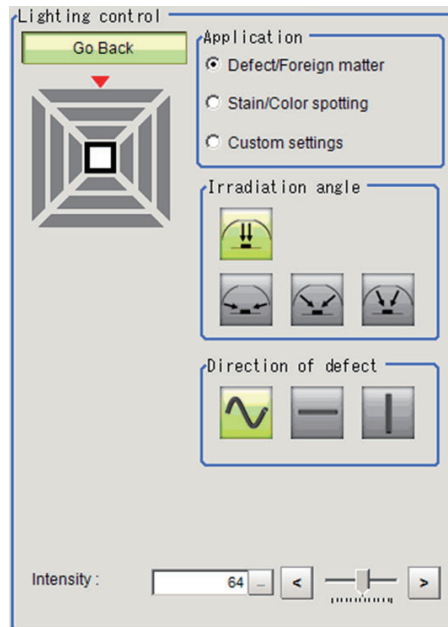 Lighting control
Go Back
Application
Defect/Foreign matter
Stain/Color spotting
Custom settings
Irradiation angle
Direction of defect
Intensity :
64
...
<
>